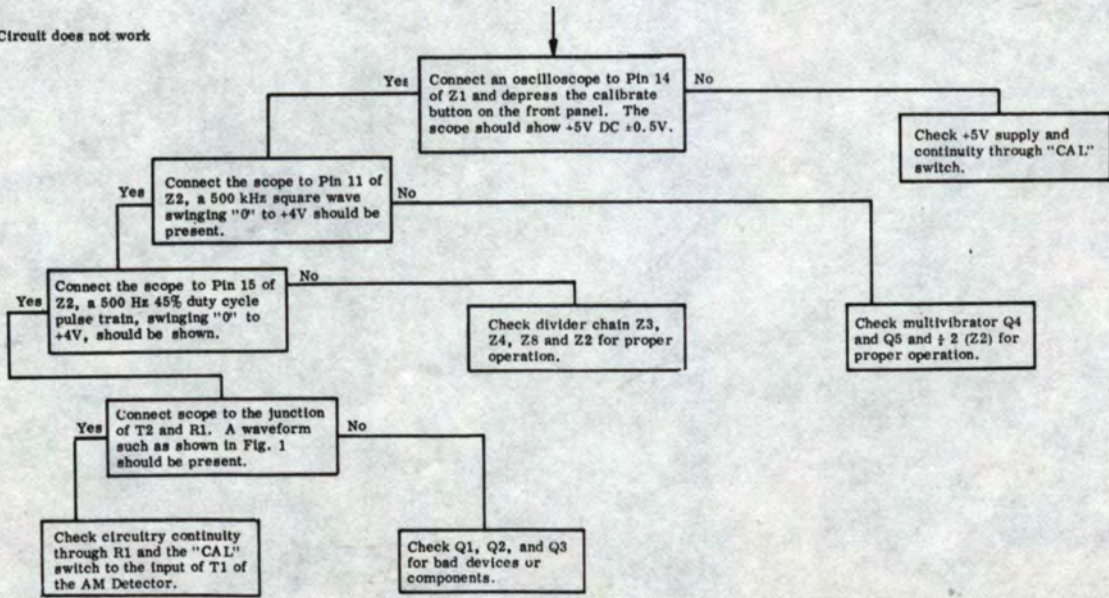 Circuit does not work
Yes
Connect an oscilloscope to Pin 14
of Z1 and depress the calibrate
button on the front panel. The
scope should show +5V DC ±0.5V.
No
Check +5V supply and
continuity through "CAL"
switch.
Yes
Connect the scope to Pin 11 of
Z2, a 500 kHz square wave
swinging "0" to +4V should be
present.
No
Yes
Connect the scope to Pin 15 of
Z2, a 500 Hz 45% duty cycle
pulse train, swinging "0" to
+4V, should be shown.
No
Check divider chain Z3,
Z4, Z8 and Z2 for proper
operation.
Check multivibrator Q4
and Q5 and ÷ 2 (Z2) for
proper operation.
Yes
Connect scope to the junction
of T2 and R1. A waveform
such as shown in Fig. 1
should be present.
No
Check circuitry continuity
through R1 and the "CAL"
switch to the input of T1 of
the AM Detector.
Check Q1, Q2, and Q3
for bad devices or
components.